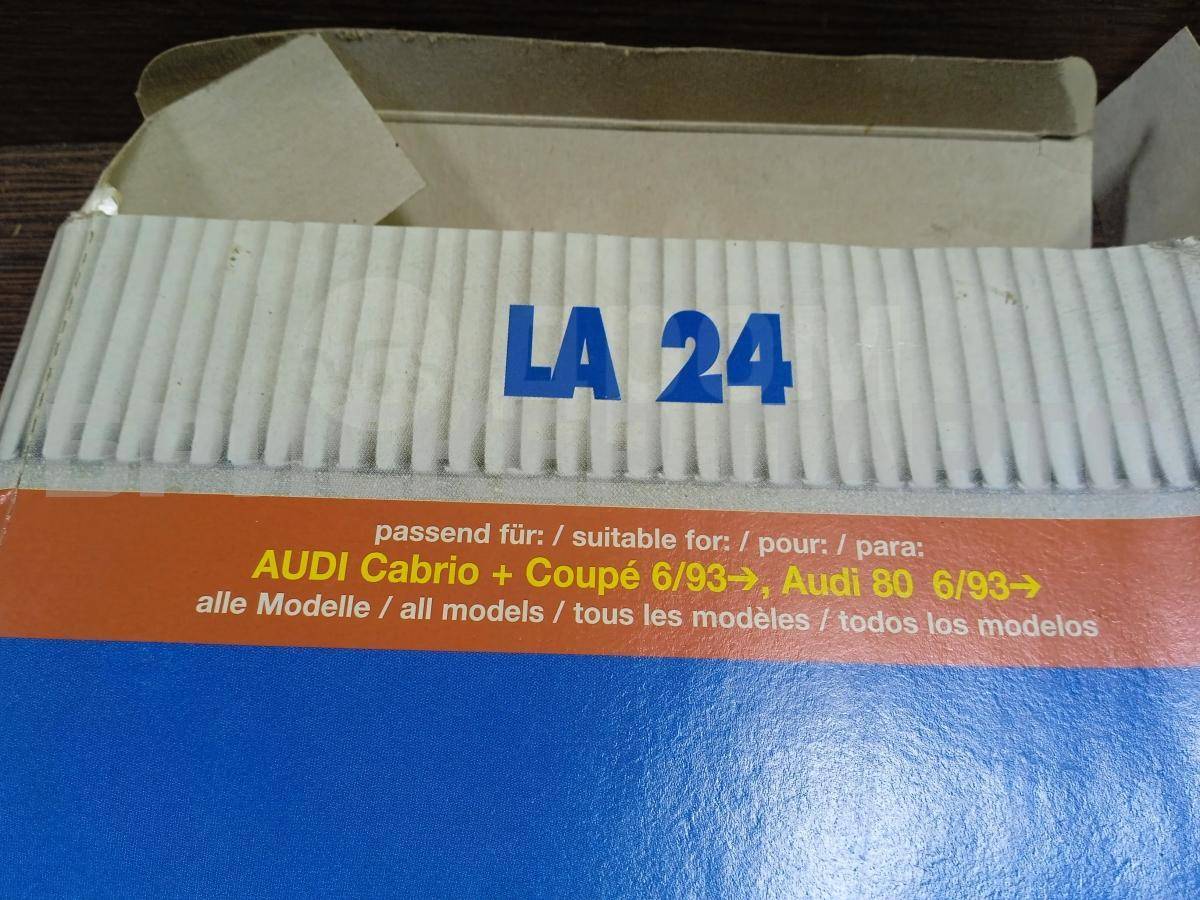 LA 24
passend für: / suitable for: / pour: / para:
AUDI Cabrio + Coupé 6/93→, Audi 80 6/93→
alle Modelle / all models / tous les modèles / todos los modelos